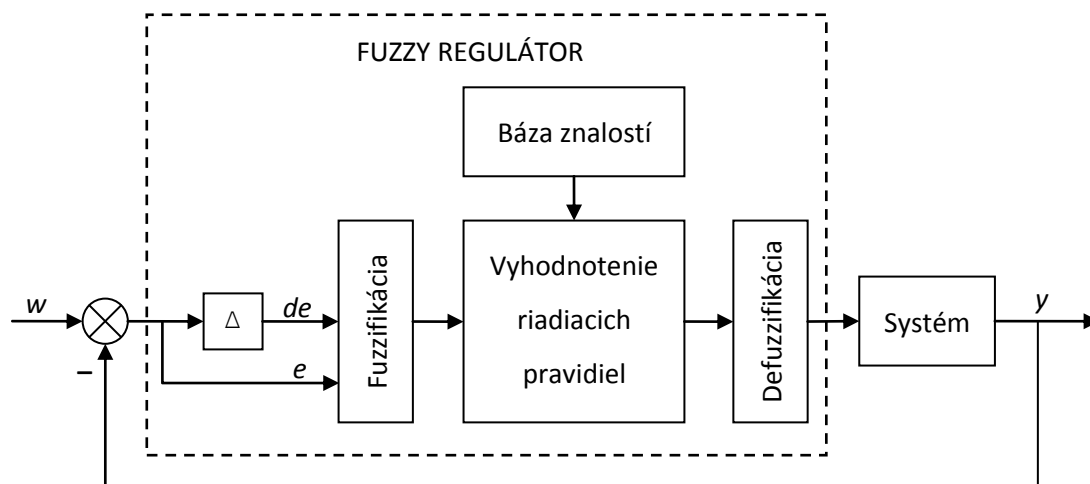 FUZZY REGULÁTOR
Báza znalostí
w
Δ
de
e
Fuzzifikácia
Vyhodnotenie
riadiacich
pravidiel
Defuzzifikácia
Systém
y
–